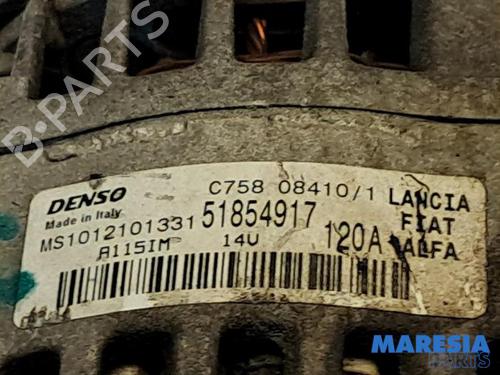 B-PARTS
DENSO
Made in Italy
C758 08410/1
MS1012101331
51854917
LANCIA
FIAT
ALFA
A115IM
14V
120A
MARESIA
PARTS